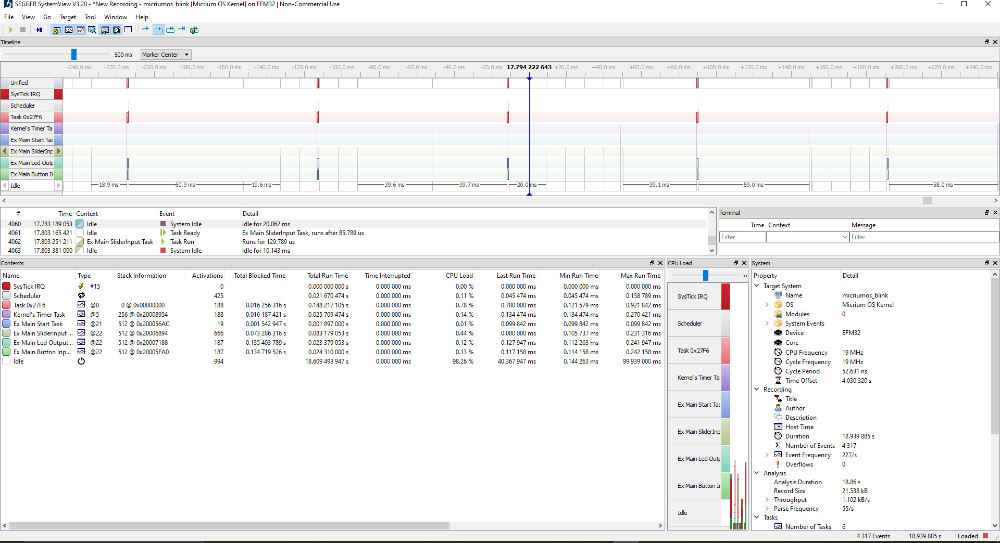 SEGGER SystemView V3.20 - *New Recording - micriumos_blink [Micrium OS Kernel] on EFM32 | Non-Commercial Use
File View Go Target Tool Window Help
Timeline
500 ms Marker Center
-240.0 ms -220.0 ms -200.0 ms -180.0 ms -160.0 ms -140.0 ms -120.0 ms -100.0 ms -80.0 ms -60.0 ms -40.0 ms -20.0 ms 17.794 222 643 +20.0 ms +40.0 ms +60.0 ms +80.0 ms +100.0 ms +120.0 ms +140.0 ms +160.0 ms +180.0 ms +200.0 ms +220.0 ms +240.0 ms
Unified
SysTick IRQ
Scheduler
Task 0x27F6
Kernel's Timer Ta
Ex Main Start Tas
Ex Main SliderInp
Ex Main Led Outp
Ex Main Button In
Idle 18.9 ms 60.9 ms 19.6 ms 39.6 ms 39.7 ms 20.0 ms 39.1 ms 59.0 ms 58.0 ms
# Time Context Event Detail
4060 17.783 189 053 Idle System Idle Idle for 20.062 ms
4061 17.803 165 421 Idle Task Ready Ex Main SliderInput Task, runs after 85.789 us
4062 17.803 251 211 Ex Main SliderInput Task Task Run Runs for 129.789 us
4063 17.803 381 000 Idle System Idle Idle for 10.143 ms
Terminal
Time Context Message
Filter Filter
Contexts
Name Type Stack Information Activations Total Blocked Time Total Run Time Time Interrupted CPU Load Last Run Time Min Run Time Max Run Time
SysTick IRQ #15 0 0.000 000 000 s 0.000 000 ms 0.00 % 0.000 000 ms 0.000 000 ms 0.000 000 ms
Scheduler 425 0.021 670 474 s 0.000 000 ms 0.11 % 0.045 474 ms 0.045 474 ms 0.158 789 ms
Task 0x27F6 @0 0 @ 0x00000000 188 0.016 256 316 s 0.148 217 105 s 0.000 000 ms 0.78 % 0.780 000 ms 0.121 579 ms 0.921 842 ms
Kernel's Timer Task @5 256 @ 0x20008954 188 0.016 187 421 s 0.025 709 474 s 0.000 000 ms 0.14 % 0.134 474 ms 0.134 474 ms 0.270 421 ms
Ex Main Start Task @21 512 @ 0x200056AC 19 0.001 542 947 s 0.001 897 000 s 0.000 000 ms 0.01 % 0.099 842 ms 0.099 842 ms 0.099 842 ms
Ex Main SliderInput ... @22 512 @ 0x20006894 666 0.073 286 316 s 0.083 179 053 s 0.000 000 ms 0.44 % 0.000 000 ms 0.105 737 ms 0.231 316 ms
Ex Main Led Output... @22 512 @ 0x20007188 187 0.135 403 789 s 0.023 379 053 s 0.000 000 ms 0.12 % 0.127 947 ms 0.112 263 ms 0.241 947 ms
Ex Main Button Inp... @22 512 @ 0x20005FA0 187 0.134 719 526 s 0.024 310 000 s 0.000 000 ms 0.13 % 0.117 158 ms 0.114 158 ms 0.242 158 ms
Idle 994 18.609 493 947 s 0.000 000 ms 98.26 % 40.367 947 ms 0.144 263 ms 99.939 000 ms
CPU Load
»
SysTick IRQ
Scheduler
Task 0x27F6
Kernel's Timer Ta
Ex Main Start Tas
Ex Main SliderInp
Ex Main Led Outp
Ex Main Button In
Idle
System
Property Detail
Target System
Name micriumos_blink
OS Micrium OS Kernel
Modules 0
System Events
Device EFM32
Core
CPU Frequency 19 MHz
Cycle Frequency 19 MHz
Cycle Period 52.631 ns
Time Offset 4.030 320 s
Recording
Title
Author
Description
Host Time
Duration 18.939 885 s
Number of Events 4 317
Event Frequency 227/s
Overflows 0
Analysis
Analysis Duration 18.86 s
Record Size 21.538 kB
Throughput 1.102 kB/s
Parse Frequency 55/s
Tasks
Number of Tasks 6
4 317 Events 18.939 885 s Loaded